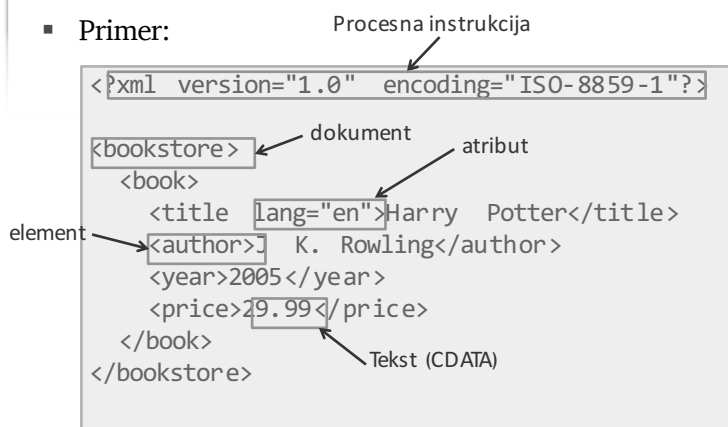 ▪ Primer:
Procesna instrukcija
<?xml version="1.0" encoding="ISO-8859-1"?>
dokument
<bookstore>
atribut
<book>
<title lang="en">Harry Potter</title>
element
<author>J K. Rowling</author>
<year>2005</year>
<price>29.99</price>
</book>
Tekst (CDATA)
</bookstore>